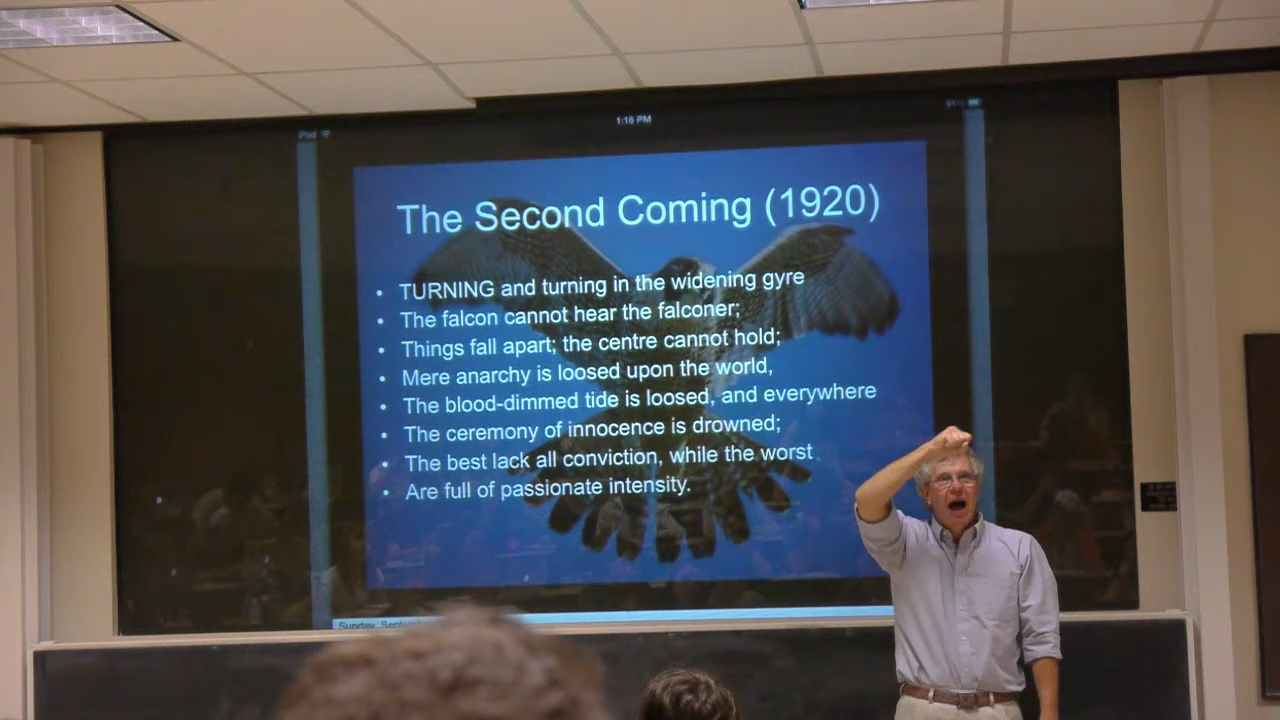 iPod
1:16 PM
91%
The Second Coming (1920)
• TURNING and turning in the widening gyre
• The falcon cannot hear the falconer;
• Things fall apart; the centre cannot hold;
• Mere anarchy is loosed upon the world,
• The blood-dimmed tide is loosed, and everywhere
• The ceremony of innocence is drowned;
• The best lack all conviction, while the worst
• Are full of passionate intensity.
Sunday,